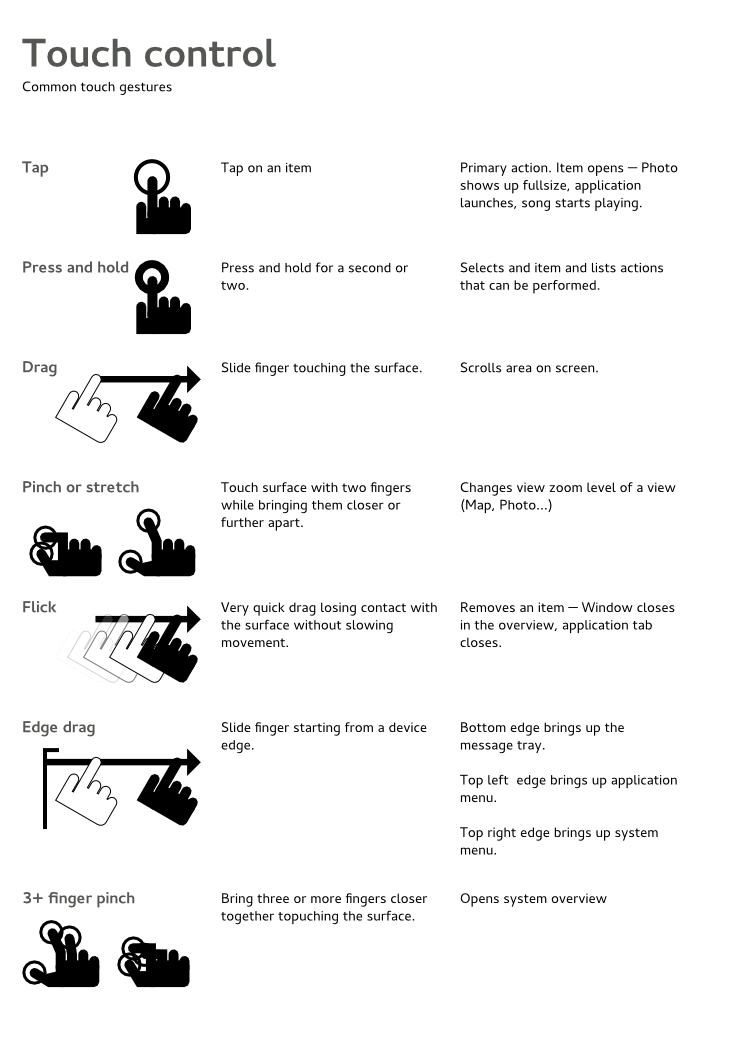 Touch control
Common touch gestures
Tap
Tap on an item
Primary action. Item opens — Photo
shows up fullsize, application
launches, song starts playing.
Press and hold
Press and hold for a second or
two.
Selects and item and lists actions
that can be performed.
Drag
Slide finger touching the surface.
Scrolls area on screen.
Pinch or stretch
Touch surface with two fingers
while bringing them closer or
further apart.
Changes view zoom level of a view
(Map, Photo...)
Flick
Very quick drag losing contact with
the surface without slowing
movement.
Removes an item — Window closes
in the overview, application tab
closes.
Edge drag
Slide finger starting from a device
edge.
Bottom edge brings up the
message tray.
Top left  edge brings up application
menu.
Top right edge brings up system
menu.
3+ finger pinch
Bring three or more fingers closer
together topuching the surface.
Opens system overview